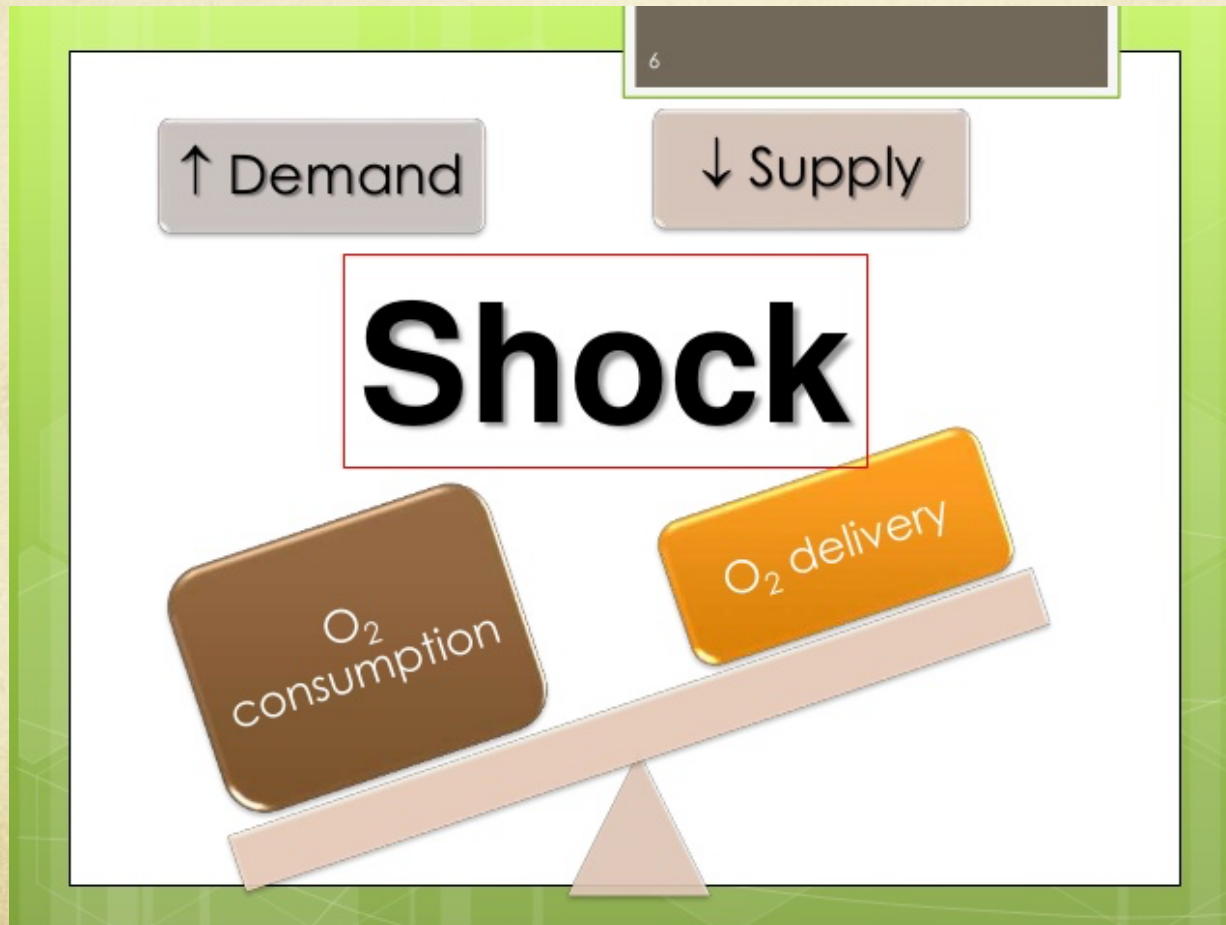 6
↑ Demand
↓ Supply
Shock
O₂
consumption
O₂ delivery